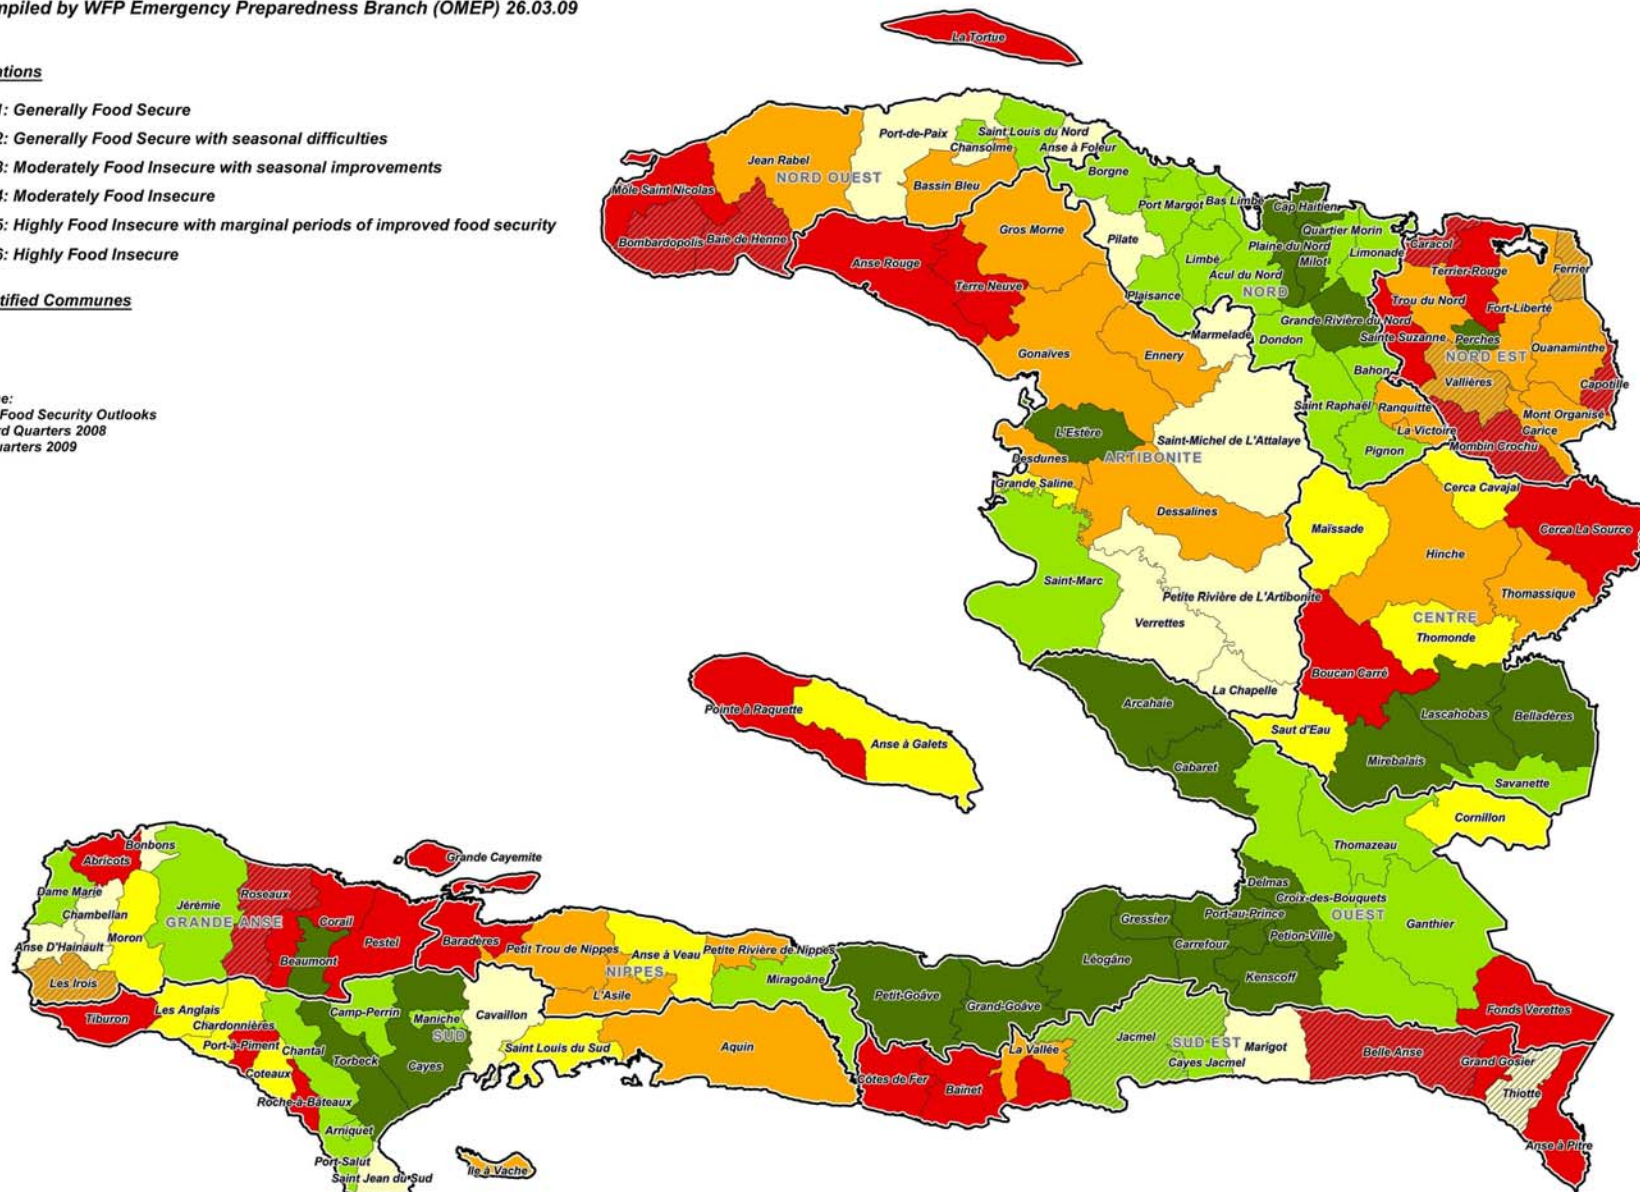 mpiled by WFP Emergency Preparedness Branch (OMEP) 26.03.09
ations
: Generally Food Secure
2: Generally Food Secure with seasonal difficulties
3: Moderately Food Insecure with seasonal improvements
4: Moderately Food Insecure
5: Highly Food Insecure with marginal periods of improved food security
6: Highly Food Insecure
tified Communes
e:
Food Security Outlooks
rd Quarters 2008
uarters 2009
La Tortue
Port-de-Paix
Saint Louis du Nord
Chansolme
Anse à Foleur
Jean Rabel
NORD OUEST
Bassin Bleu
Môle Saint Nicolas
Bombardopolis
Baie de Henne
Borgne
Port Margot
Bas Limbé
Cap Haïtien
Quartier Morin
Plaine du Nord
Milot
Limonade
Caracol
Ferrier
Terrier-Rouge
Pilate
Limbé
Acul du Nord
NORD
Trou du Nord
Fort-Liberté
Gros Morne
Anse Rouge
Terre Neuve
Plaisance
Grande Rivière du Nord
Sainte Suzanne
Perches
Ouanaminthe
NORD EST
Marmelade
Dondon
Gonaïves
Ennery
Bahon
Vallières
Capotille
Saint Raphaël
Ranquitte
Mont Organisé
La Victoire
Carice
Mombin Crochu
L'Estère
Saint-Michel de L'Attalaye
Pignon
Desdunes
ARTIBONITE
Grande Saline
Cerca Cavajal
Dessalines
Maïssade
Cerca La Source
Hinche
Saint-Marc
Petite Rivière de L'Artibonite
Thomassique
Verrettes
CENTRE
Thomonde
La Chapelle
Boucan Carré
Arcahaie
Pointe à Raquette
Anse à Galets
Saut d'Eau
Lascahobas
Belladères
Cabaret
Mirebalais
Savanette
Cornillon
Thomazeau
Bonbons
Abricots
Grande Cayemite
Dame Marie
Jérémie
Roseaux
Delmas
Croix-des-Bouquets
Chambellan
GRANDE ANSE
Corail
Gressier
Port-au-Prince
OUEST
Ganthier
Moron
Pestel
Baradères
Petion-Ville
Anse D'Hainault
Petit Trou de Nippes
Anse à Veau
Petite Rivière de Nippes
Carrefour
Beaumont
NIPPES
Léogâne
Kenscoff
Les Irois
Miragoâne
L'Asile
Petit-Goâve
Grand-Goâve
Tiburon
Les Anglais
Camp-Perrin
Maniche
Cavaillon
Fonds Verettes
Chardonnières
SUD
Port-à-Piment
Chantal
Saint Louis du Sud
Aquin
La Vallée
Jacmel
SUD EST
Marigot
Belle Anse
Torbeck
Cayes
Cayes Jacmel
Grand Gosier
Coteaux
Côtes de Fer
Bainet
Thiotte
Roche-à-Bâteaux
Arniquet
Anse à Pitre
Port-Salut
Ile à Vache
Saint Jean du Sud